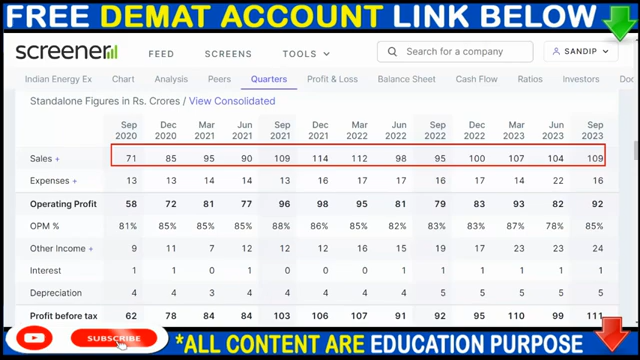 FREE DEMAT ACCOUNT LINK BELOW
screener FEED SCREENS TOOLS Search for a company SANDIP
Indian Energy Ex Chart Analysis Peers Quarters Profit & Loss Balance Sheet Cash Flow Ratios Investors Doc
Standalone Figures in Rs. Crores / View Consolidated
Sep 2020 Dec 2020 Mar 2021 Jun 2021 Sep 2021 Dec 2021 Mar 2022 Jun 2022 Sep 2022 Dec 2022 Mar 2023 Jun 2023 Sep 2023
Sales + 71 85 95 90 109 114 112 98 95 100 107 104 109
Expenses + 13 13 14 14 13 16 17 17 16 17 14 22 16
Operating Profit 58 72 81 77 96 98 95 81 79 83 93 82 92
OPM % 81% 85% 85% 85% 88% 86% 85% 82% 83% 83% 87% 78% 85%
Other Income + 9 11 7 12 12 12 16 15 19 17 23 23 24
Interest 1 1 0 1 0 0 0 1 1 1 1 1 1
Depreciation 4 4 3 4 4 4 4 4 4 5 5 5 5
Profit before tax 62 78 84 84 103 106 107 91 92 95 110 99 111
SUBSCRIBE *ALL CONTENT ARE EDUCATION PURPOSE